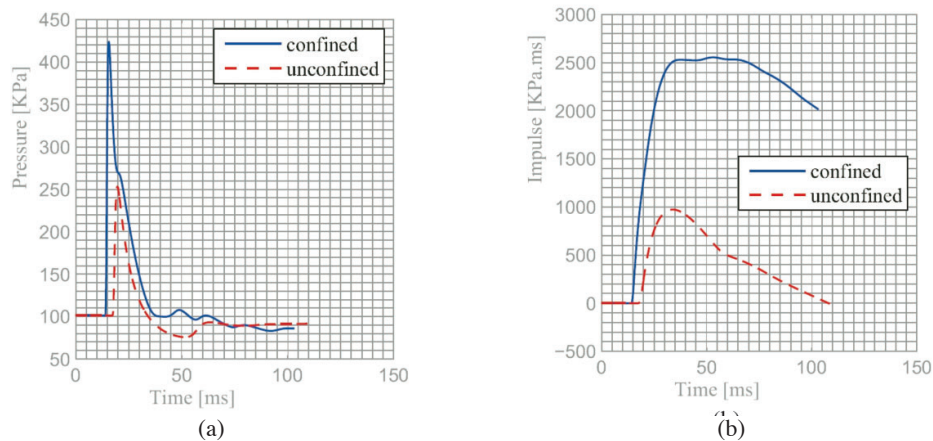 450
400
350
300
250
200
150
100
50
0
50
100
150
Pressure [KPa]
Time [ms]
confined
unconfined
(a)
3000
2500
2000
1500
1000
500
0
−500
0
50
100
150
Impulse [KPa.ms]
Time [ms]
confined
unconfined
(b)